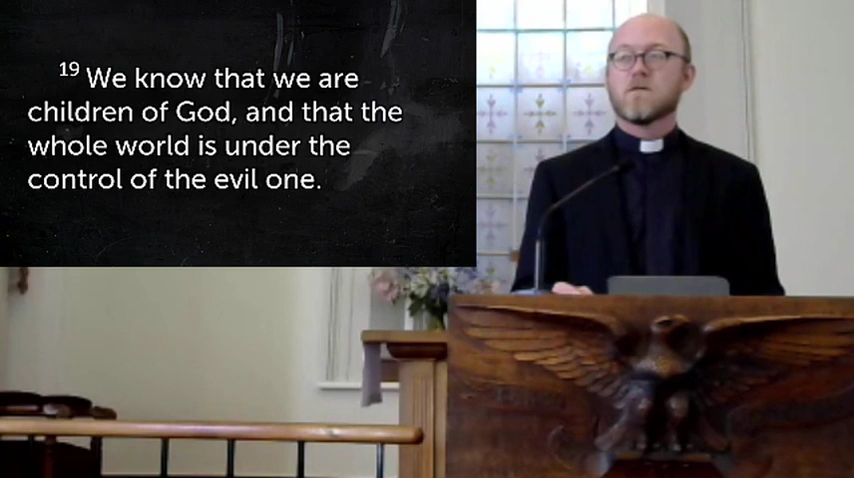 19 We know that we are
children of God, and that the
whole world is under the
control of the evil one.